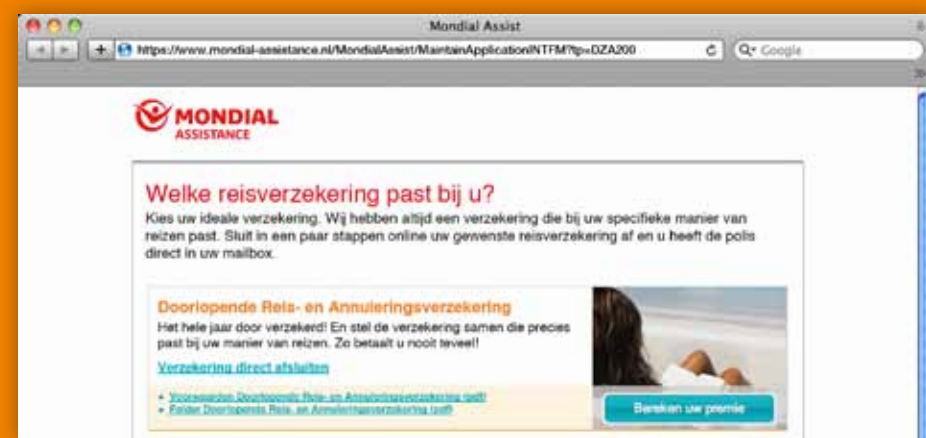 Mondial Assist
https://www.mondial-assistance.nl/MondialAssist/MaintainApplicationINTFM?tp=DZA200
Google
MONDIAL
ASSISTANCE
Welke reisverzekering past bij u?
Kies uw ideale verzekering. Wij hebben altijd een verzekering die bij uw specifieke manier van
reizen past. Sluit in een paar stappen online uw gewenste reisverzekering af en u heeft de polis
direct in uw mailbox.
Doorlopende Reis- en Annuleringsverzekering
Het hele jaar door verzekerd! En stel de verzekering samen die precies
past bij uw manier van reizen. Zo betaalt u nooit teveel!
Verzekering direct afsluiten
Voorwaarden Doorlopende Reis- en Annuleringsverzekering (pdf)
Folder Doorlopende Reis- en Annuleringsverzekering (pdf)
Bereken uw premie